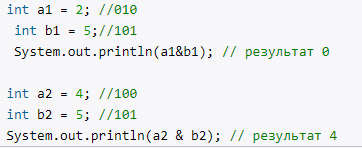 int a1 = 2; //010
int b1 = 5;//101
System.out.println(a1&b1); // результат 0
int a2 = 4; //100
int b2 = 5; //101
System.out.println(a2 & b2); // результат 4